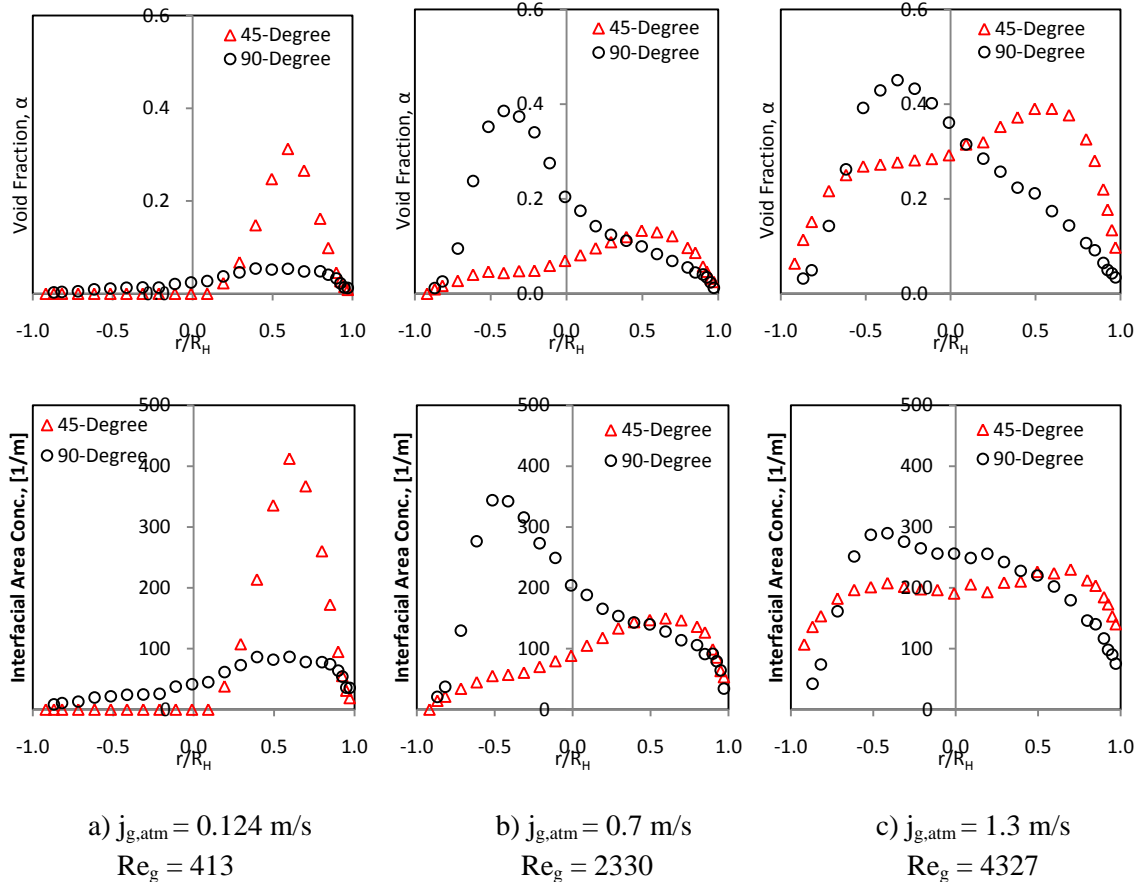 0.6
0.4
0.2
0.0
Void Fraction, α
45-Degree
90-Degree
-1.0 -0.5 0.0 0.5 1.0
r/R_H
0.6
0.4
0.2
0.0
Void Fraction, α
45-Degree
90-Degree
-1.0 -0.5 0.0 0.5 1.0
r/R_H
0.6
0.4
0.2
0.0
Void Fraction, α
45-Degree
90-Degree
-1.0 -0.5 0.0 0.5 1.0
r/R_H
500
400
300
200
100
0
Interfacial Area Conc., [1/m]
45-Degree
90-Degree
-1.0 -0.5 0.0 0.5 1.0
r/R_H
500
400
300
200
100
0
Interfacial Area Conc., [1/m]
45-Degree
90-Degree
-1.0 -0.5 0.0 0.5 1.0
r/R_H
500
400
300
200
100
0
Interfacial Area Conc., [1/m]
45-Degree
90-Degree
-1.0 -0.5 0.0 0.5 1.0
r/R_H
a) j_g,atm = 0.124 m/s
Re_g = 413
b) j_g,atm = 0.7 m/s
Re_g = 2330
c) j_g,atm = 1.3 m/s
Re_g = 4327